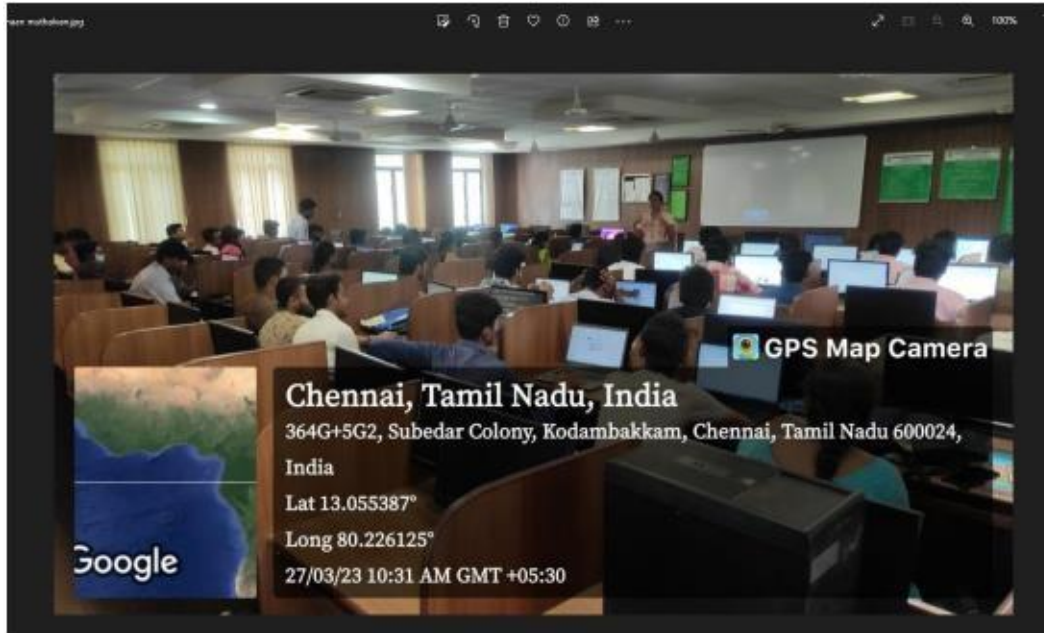 100%
GPS Map Camera
Chennai, Tamil Nadu, India
364G+5G2, Subedar Colony, Kodambakkam, Chennai, Tamil Nadu 600024,
India
Lat 13.055387°
Long 80.226125°
27/03/23 10:31 AM GMT +05:30
Google